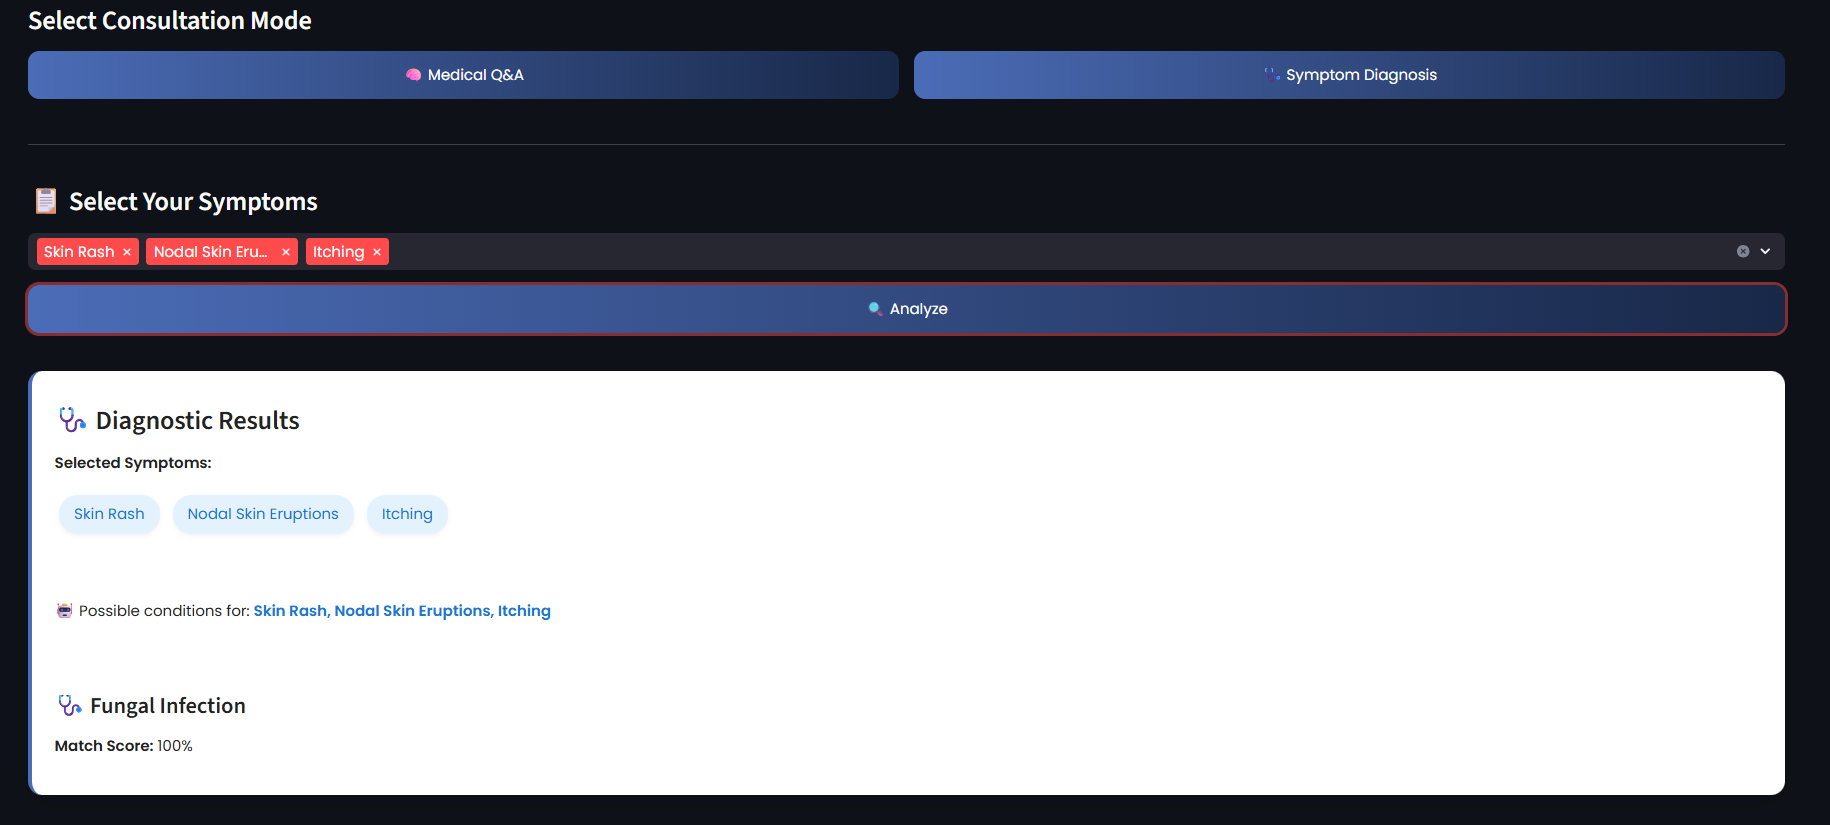 Select Consultation Mode
Medical Q&A
Symptom Diagnosis
Select Your Symptoms
Skin Rash × Nodal Skin Eru... × Itching ×
Analyze
Diagnostic Results
Selected Symptoms:
Skin Rash Nodal Skin Eruptions Itching
Possible conditions for: Skin Rash, Nodal Skin Eruptions, Itching
Fungal Infection
Match Score: 100%